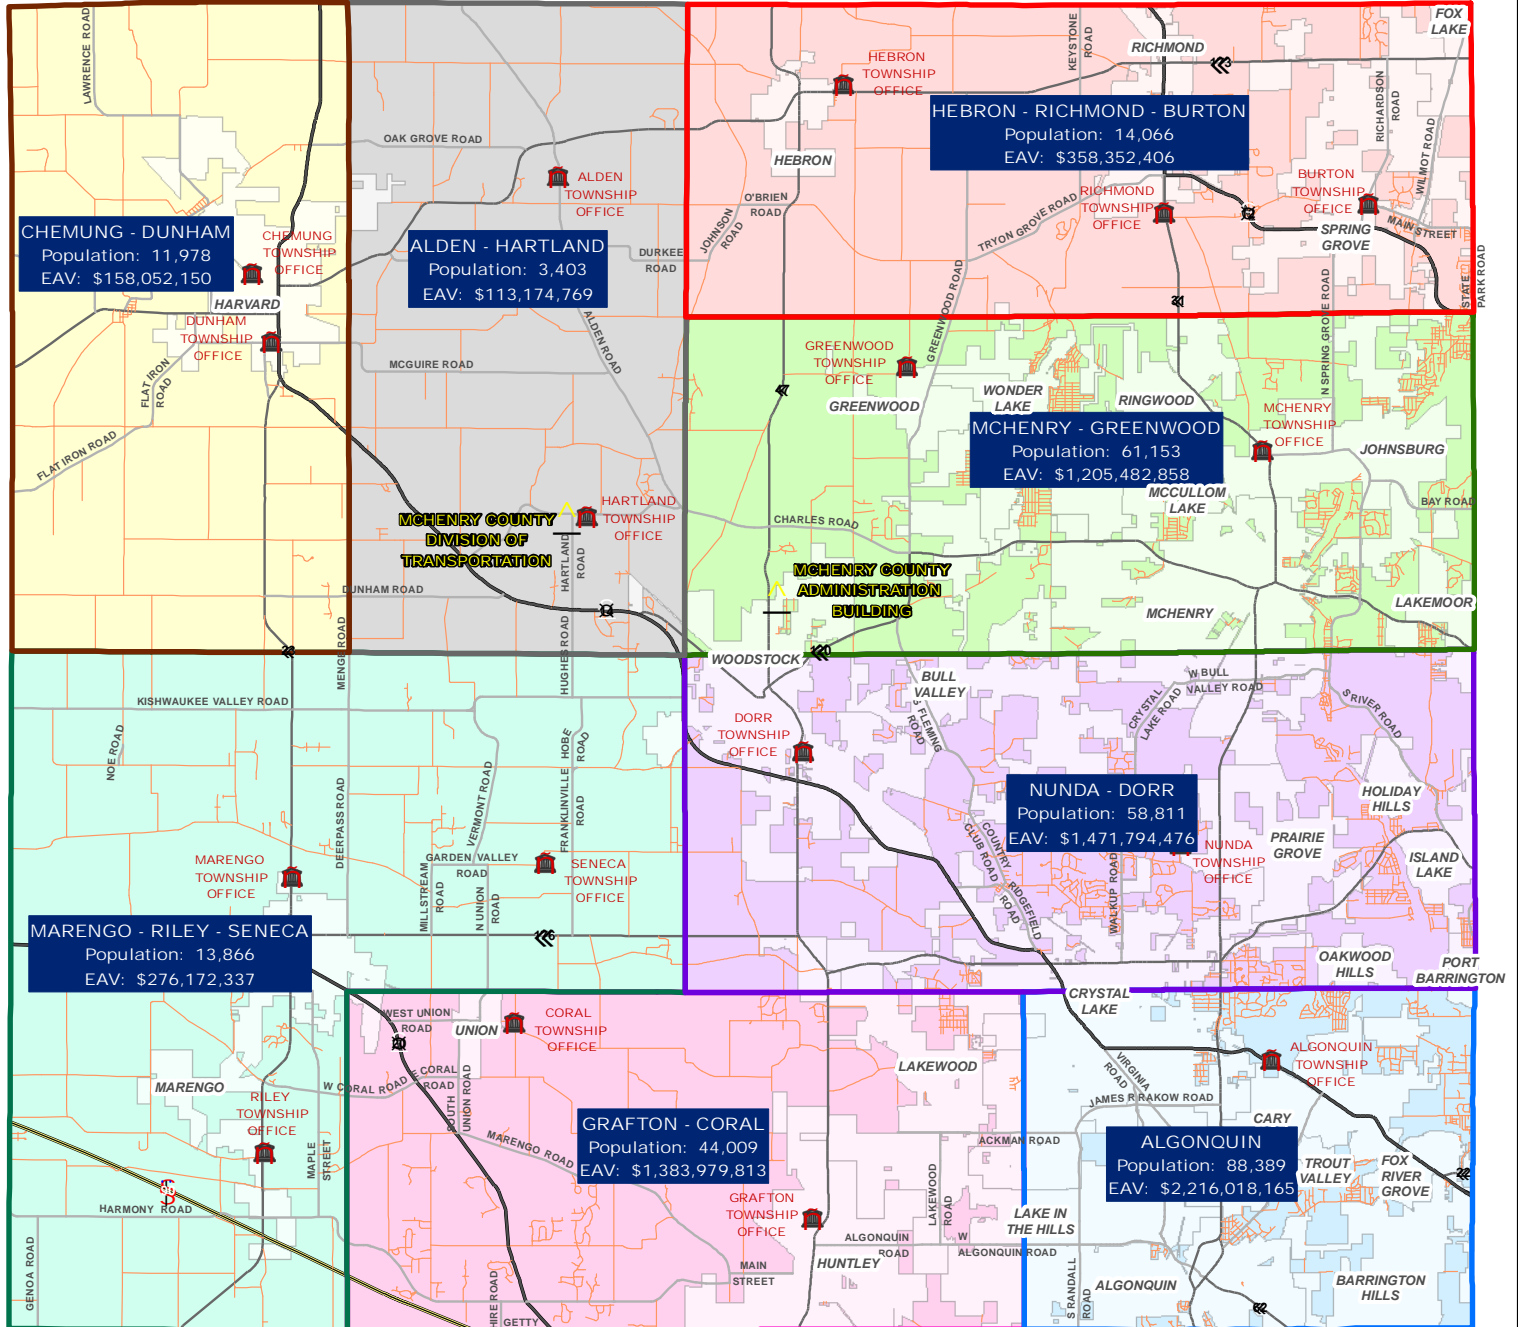 LAWRENCE ROAD
OAK GROVE ROAD
ALDEN
TOWNSHIP
OFFICE
CHEMUNG - DUNHAM
Population: 11,978
EAV: $158,052,150
CHEMUNG
TOWNSHIP
OFFICE
HARVARD
DUNHAM
TOWNSHIP
OFFICE
FLAT IRON
ROAD
FLAT IRON ROAD
ALDEN - HARTLAND
Population: 3,403
EAV: $113,174,769
DURKEE
ROAD
ALDEN ROAD
MCGUIRE ROAD
HARTLAND
TOWNSHIP
OFFICE
MCHENRY COUNTY
DIVISION OF
TRANSPORTATION
HARTLAND
ROAD
DUNHAM ROAD
14
23
MENGE ROAD
HUGHES ROAD
HEBRON
TOWNSHIP
OFFICE
HEBRON
O'BRIEN
ROAD
JOHNSON
ROAD
KEYSTONE
ROAD
RICHMOND
173
FOX
LAKE
HEBRON - RICHMOND - BURTON
Population: 14,066
EAV: $358,352,406
RICHARDSON
ROAD
WILMOT ROAD
RICHMOND
TOWNSHIP
OFFICE
BURTON
TOWNSHIP
OFFICE
TRYON GROVE ROAD
12
SPRING
GROVE
MAIN STREET
STATE
PARK ROAD
31
N SPRING GROVE ROAD
GREENWOOD ROAD
GREENWOOD
TOWNSHIP
OFFICE
GREENWOOD
47
WONDER
LAKE
RINGWOOD
MCHENRY
TOWNSHIP
OFFICE
MCHENRY - GREENWOOD
Population: 61,153
EAV: $1,205,482,858
JOHNSBURG
MCCULLOM
LAKE
BAY ROAD
CHARLES ROAD
MCHENRY COUNTY
ADMINISTRATION
BUILDING
MCHENRY
LAKEMOOR
120
WOODSTOCK
KISHWAUKEE VALLEY ROAD
NOE ROAD
DEERPASS ROAD
VERMONT ROAD
HOBE
ROAD
FRANKLINVILLE
ROAD
GARDEN VALLEY
ROAD
MILLSTREAM
ROAD
N UNION
ROAD
SENECA
TOWNSHIP
OFFICE
MARENGO
TOWNSHIP
OFFICE
MARENGO - RILEY - SENECA
Population: 13,866
EAV: $276,172,337
176
BULL
VALLEY
S FLEMING
ROAD
DORR
TOWNSHIP
OFFICE
W BULL
VALLEY ROAD
CRYSTAL
LAKE ROAD
S RIVER ROAD
NUNDA - DORR
Population: 58,811
EAV: $1,471,794,476
HOLIDAY
HILLS
PRAIRIE
GROVE
ISLAND
LAKE
NUNDA
TOWNSHIP
OFFICE
COUNTRY
CLUB ROAD
RIDGEFIELD
ROAD
WALKUP ROAD
OAKWOOD
HILLS
PORT
BARRINGTON
CRYSTAL
LAKE
WEST UNION
ROAD
UNION
CORAL
TOWNSHIP
OFFICE
20
MARENGO
W CORAL ROAD
E CORAL
ROAD
SOUTH
UNION ROAD
RILEY
TOWNSHIP
OFFICE
MAPLE
STREET
90
HARMONY ROAD
GENOA ROAD
MARENGO ROAD
GRAFTON - CORAL
Population: 44,009
EAV: $1,383,979,813
GRAFTON
TOWNSHIP
OFFICE
MAIN
STREET
HIRE ROAD
GETTY
LAKEWOOD
ACKMAN ROAD
LAKEWOOD
ROAD
LAKE IN
THE HILLS
ALGONQUIN
ROAD
W
ALGONQUIN ROAD
HUNTLEY
VIRGINIA
ROAD
JAMES R RAKOW ROAD
ALGONQUIN
TOWNSHIP
OFFICE
CARY
ALGONQUIN
Population: 88,389
EAV: $2,216,018,165
TROUT
VALLEY
FOX
RIVER
GROVE
22
S RANDALL
ROAD
ALGONQUIN
62
BARRINGTON
HILLS